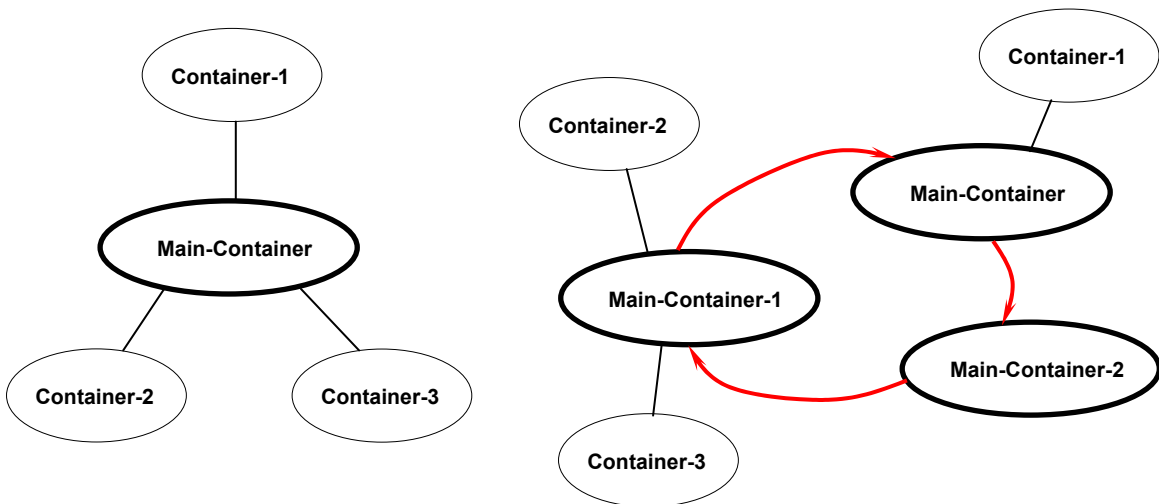 Container-1
Main-Container
Container-2
Container-3
Container-1
Container-2
Main-Container
Main-Container-1
Main-Container-2
Container-3